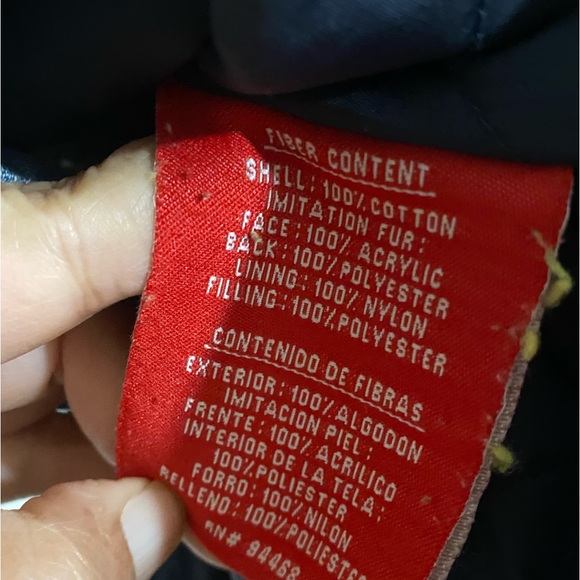 FIBER CONTENT
SHELL: 100% COTTON
IMITATION FUR:
FACE: 100% ACRYLIC
BACK: 100% POLYESTER
LINING: 100% NYLON
FILLING: 100% POLYESTER
CONTENIDO DE FIBRAS
EXTERIOR: 100% ALGODON
IMITACION PIEL:
FRENTE: 100% ACRILICO
INTERIOR DE LA TELA:
100% POLIESTER
FORRO: 100% NILON
RELLENO: 100% POLIESTER
RN# 94468